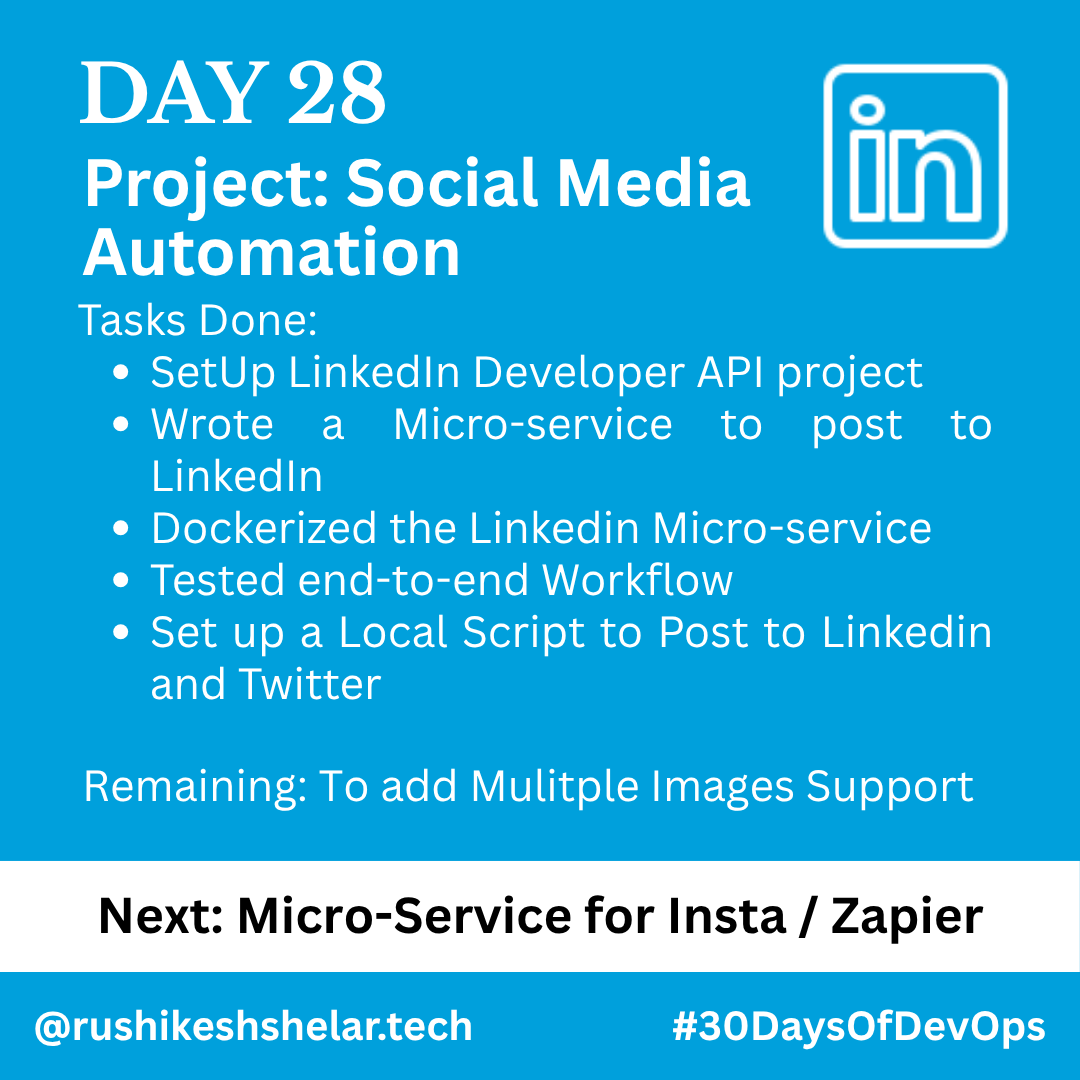 DAY 28
in
Project: Social Media
Automation
Tasks Done:
• SetUp LinkedIn Developer API project
• Wrote a Micro-service to post to
LinkedIn
• Dockerized the Linkedin Micro-service
• Tested end-to-end Workflow
• Set up a Local Script to Post to Linkedin
and Twitter
Remaining: To add Mulitple Images Support
Next: Micro-Service for Insta / Zapier
@rushikeshshelar.tech
#30DaysOfDevOps